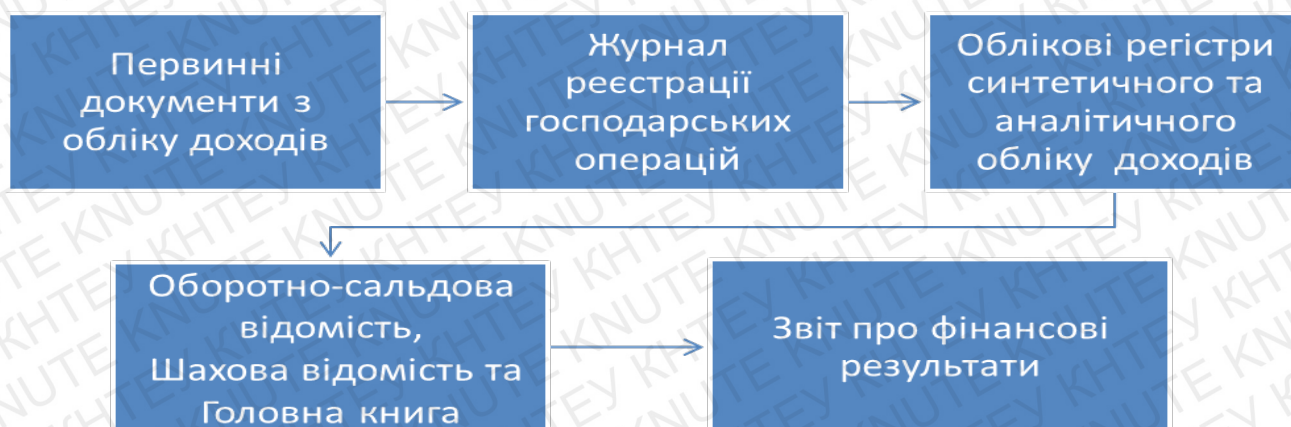 Первинні
документи з
обліку доходів
Журнал
реєстрації
господарських
операцій
Облікові регістри
синтетичного та
аналітичного
обліку доходів
Оборотно-сальдова
відомість,
Шахова відомість та
Головна книга
Звіт про фінансові
результати